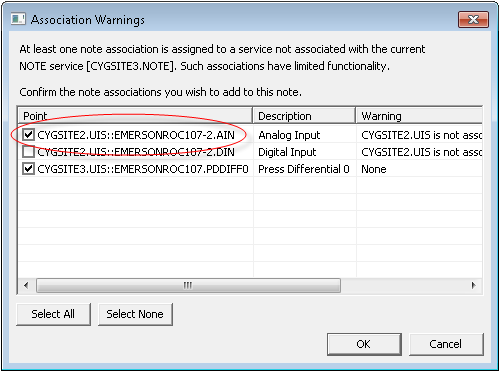 Association Warnings
At least one note association is assigned to a service not associated with the current
NOTE service [CYGSITE3.NOTE]. Such associations have limited functionality.
Confirm the note associations you wish to add to this note.
Point Description Warning
CYGSITE2.UIS::EMERSONROC107-2.AIN Analog Input CYGSITE2.UIS is not asso
CYGSITE2.UIS::EMERSONROC107-2.DIN Digital Input CYGSITE2.UIS is not asso
CYGSITE3.UIS::EMERSONROC107.PDDIFF0 Press Differential 0 None
Select All Select None
OK Cancel